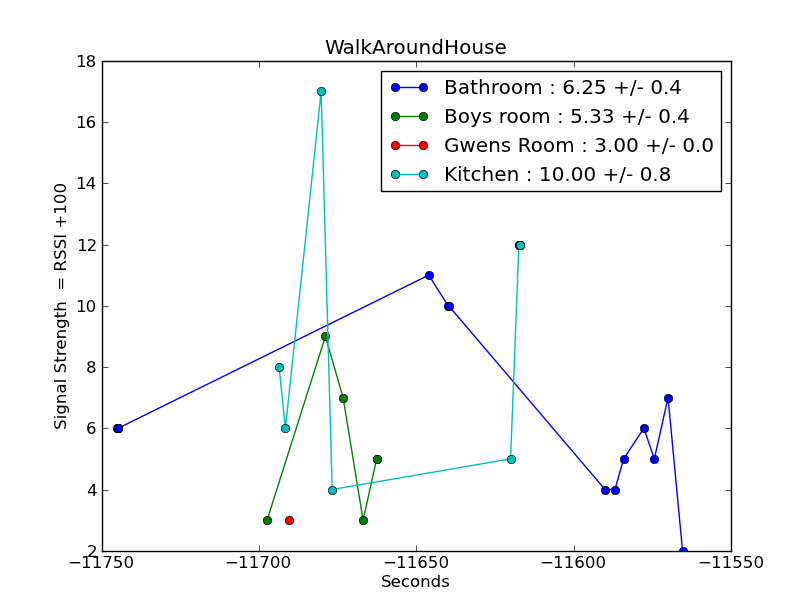 WalkAroundHouse
Bathroom : 6.25 +/- 0.4
Boys room : 5.33 +/- 0.4
Gwens Room : 3.00 +/- 0.0
Kitchen : 10.00 +/- 0.8
Signal Strength  = RSSI +100
18
16
14
12
10
8
6
4
2
−11750 −11700 −11650 −11600 −11550
Seconds